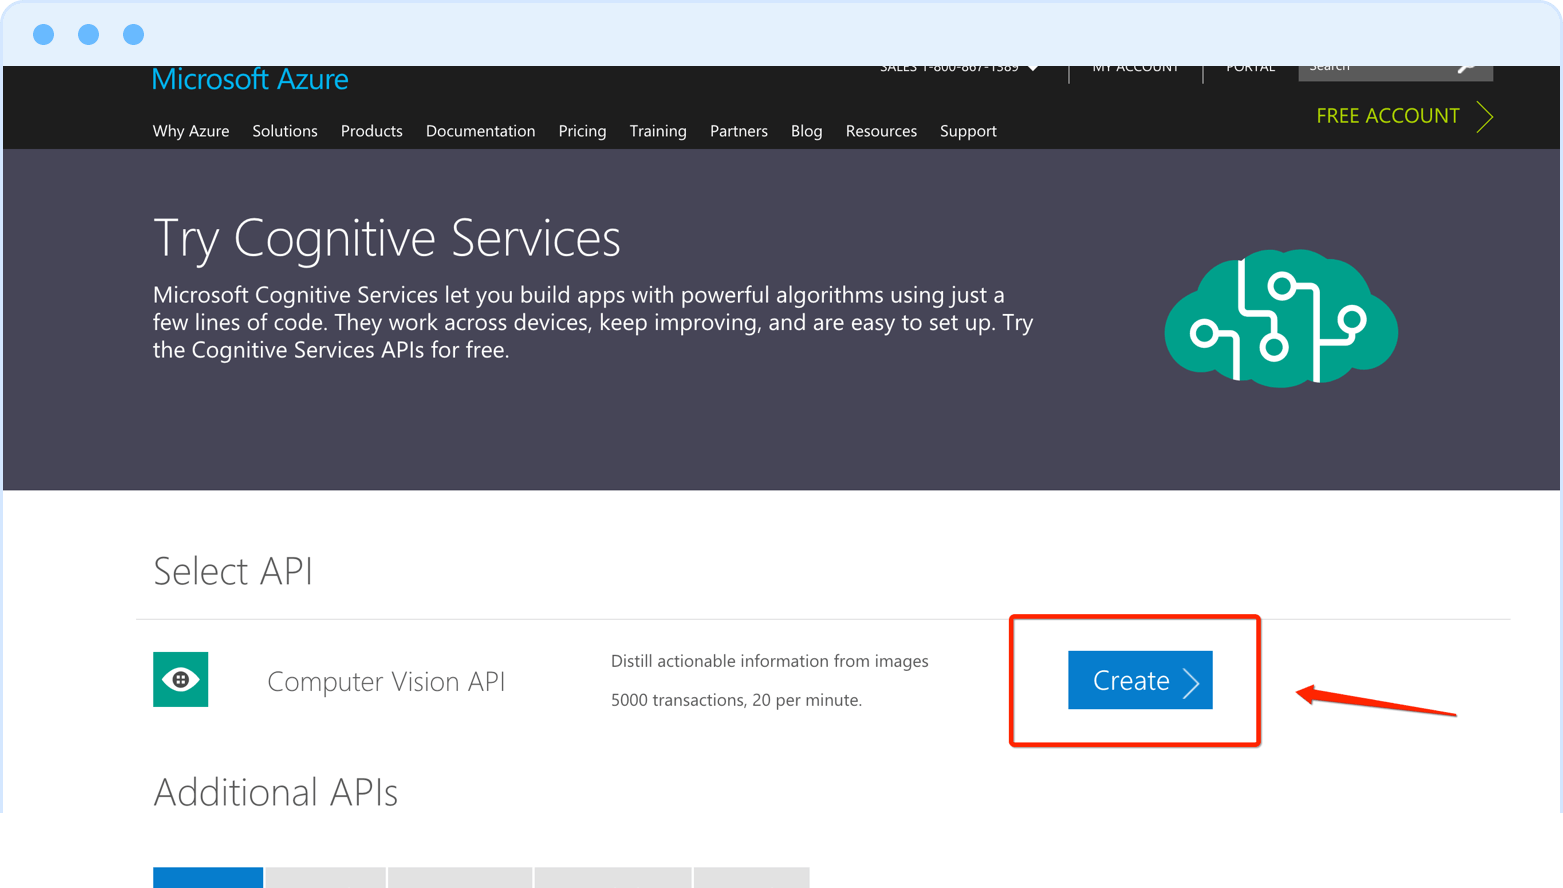 Microsoft Azure
SALES 1-800-867-1389
MY ACCOUNT
PORTAL
Search
Why Azure
Solutions
Products
Documentation
Pricing
Training
Partners
Blog
Resources
Support
FREE ACCOUNT
Try Cognitive Services
Microsoft Cognitive Services let you build apps with powerful algorithms using just a
few lines of code. They work across devices, keep improving, and are easy to set up. Try
the Cognitive Services APIs for free.
Select API
Computer Vision API
Distill actionable information from images
5000 transactions, 20 per minute.
Create
Additional APIs